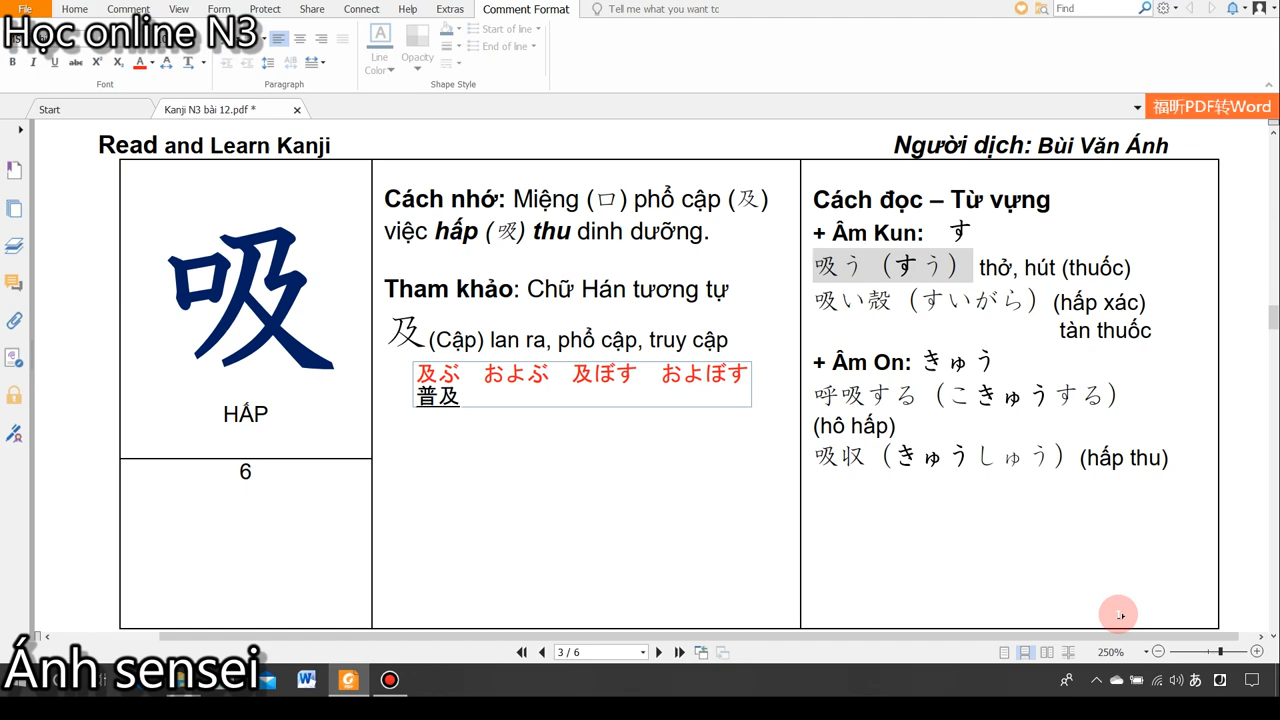 File Home Comment View Form Protect Share Connect Help Extras Comment Format Tell me what you want to Find
Học online N3
Line Color Opacity Start of line End of line
Font Paragraph Shape Style
Start Kanji N3 bài 12.pdf * 福昕PDF转Word
Read and Learn Kanji Người dịch: Bùi Văn Ánh
吸
HẤP
6
Cách nhớ: Miệng (口) phổ cập (及)
việc hấp (吸) thu dinh dưỡng.
Tham khảo: Chữ Hán tương tự
及 (Cập) lan ra, phổ cập, truy cập
及ぶ およぶ 及ぼす およぼす
普及
Cách đọc – Từ vựng
+ Âm Kun: す
吸う（すう） thở, hút (thuốc)
吸い殻（すいがら） (hấp xác)
tàn thuốc
+ Âm On: きゅう
呼吸する（こきゅうする）
(hô hấp)
吸収（きゅうしゅう） (hấp thu)
3 / 6 250%
Ánh sensei